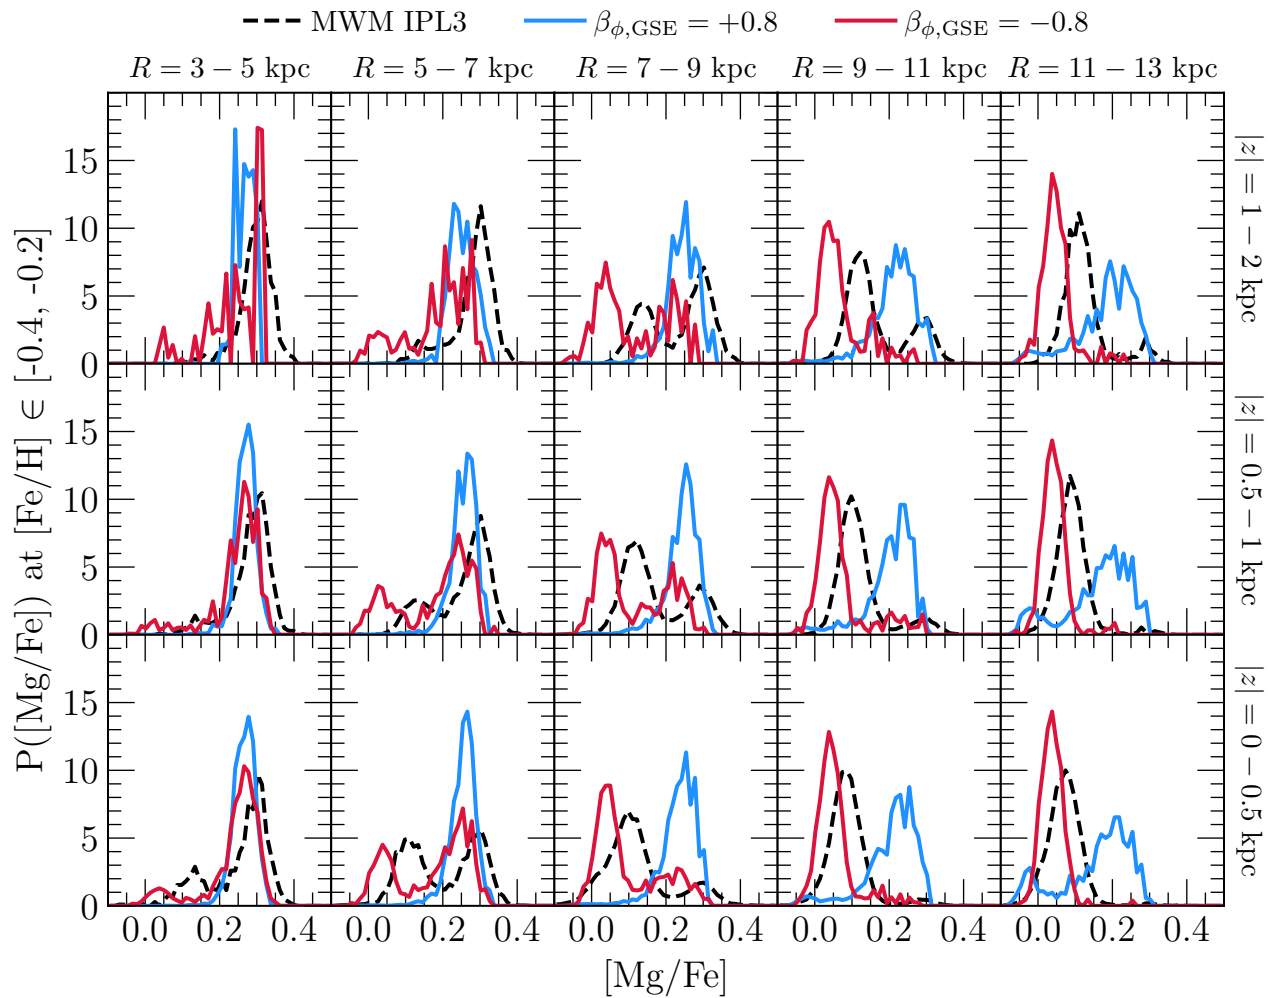 MWM IPL3 β_{ϕ,GSE} = +0.8 β_{ϕ,GSE} = −0.8
R = 3 − 5 kpc R = 5 − 7 kpc R = 7 − 9 kpc R = 9 − 11 kpc R = 11 − 13 kpc
15
10
5
0
|z| = 1 − 2 kpc
15
10
5
0
|z| = 0.5 − 1 kpc
15
10
5
0
|z| = 0 − 0.5 kpc
P([Mg/Fe]) at [Fe/H] ∈ [-0.4, -0.2]
0.0 0.2 0.4 0.0 0.2 0.4 0.0 0.2 0.4 0.0 0.2 0.4 0.0 0.2 0.4
[Mg/Fe]